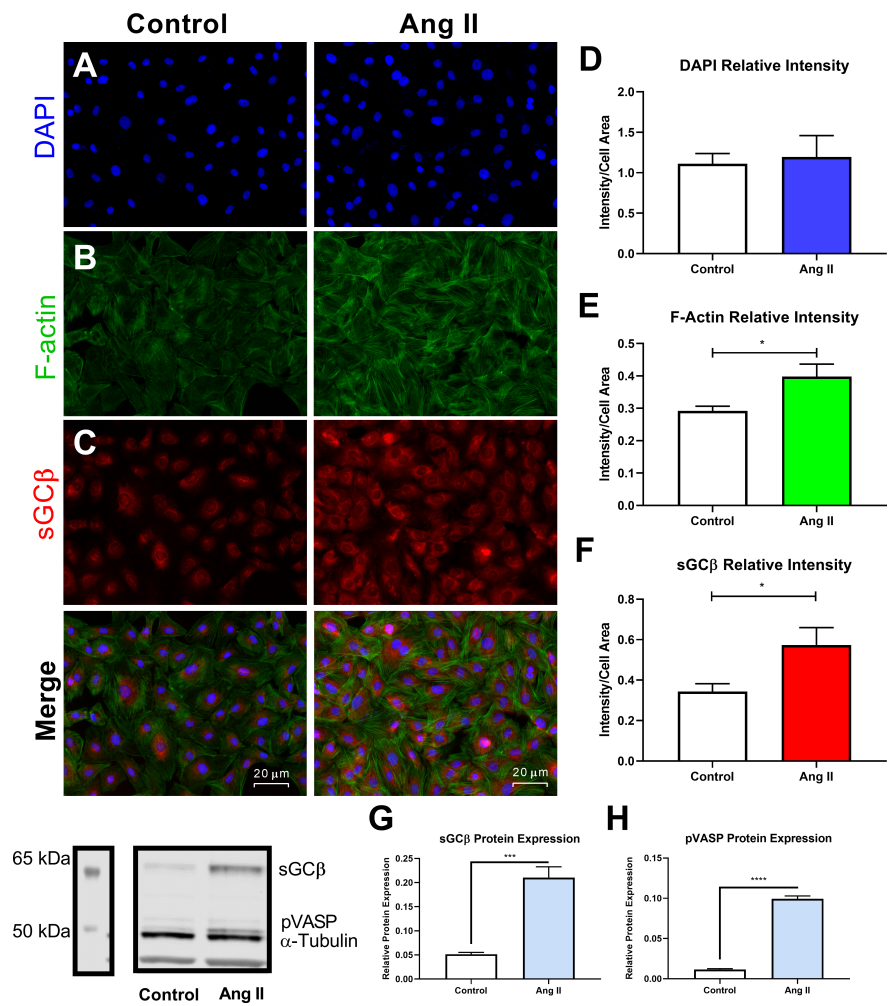 Control
Ang II
A
DAPI
B
F-actin
C
sGCβ
Merge
20 μm
20 μm
D
DAPI Relative Intensity
Intensity/Cell Area
2.0
1.5
1.0
0.5
0.0
Control
Ang II
E
F-Actin Relative Intensity
Intensity/Cell Area
0.5
0.4
0.3
0.2
0.1
0.0
*
Control
Ang II
F
sGCβ Relative Intensity
Intensity/Cell Area
0.8
0.6
0.4
0.2
0.0
*
Control
Ang II
65 kDa
50 kDa
sGCβ
pVASP
α-Tubulin
Control
Ang II
G
sGCβ Protein Expression
Relative Protein Expression
0.25
0.20
0.15
0.10
0.05
0.00
***
Control
Ang II
H
pVASP Protein Expression
Relative Protein Expression
0.15
0.10
0.05
0.00
****
Control
Ang II